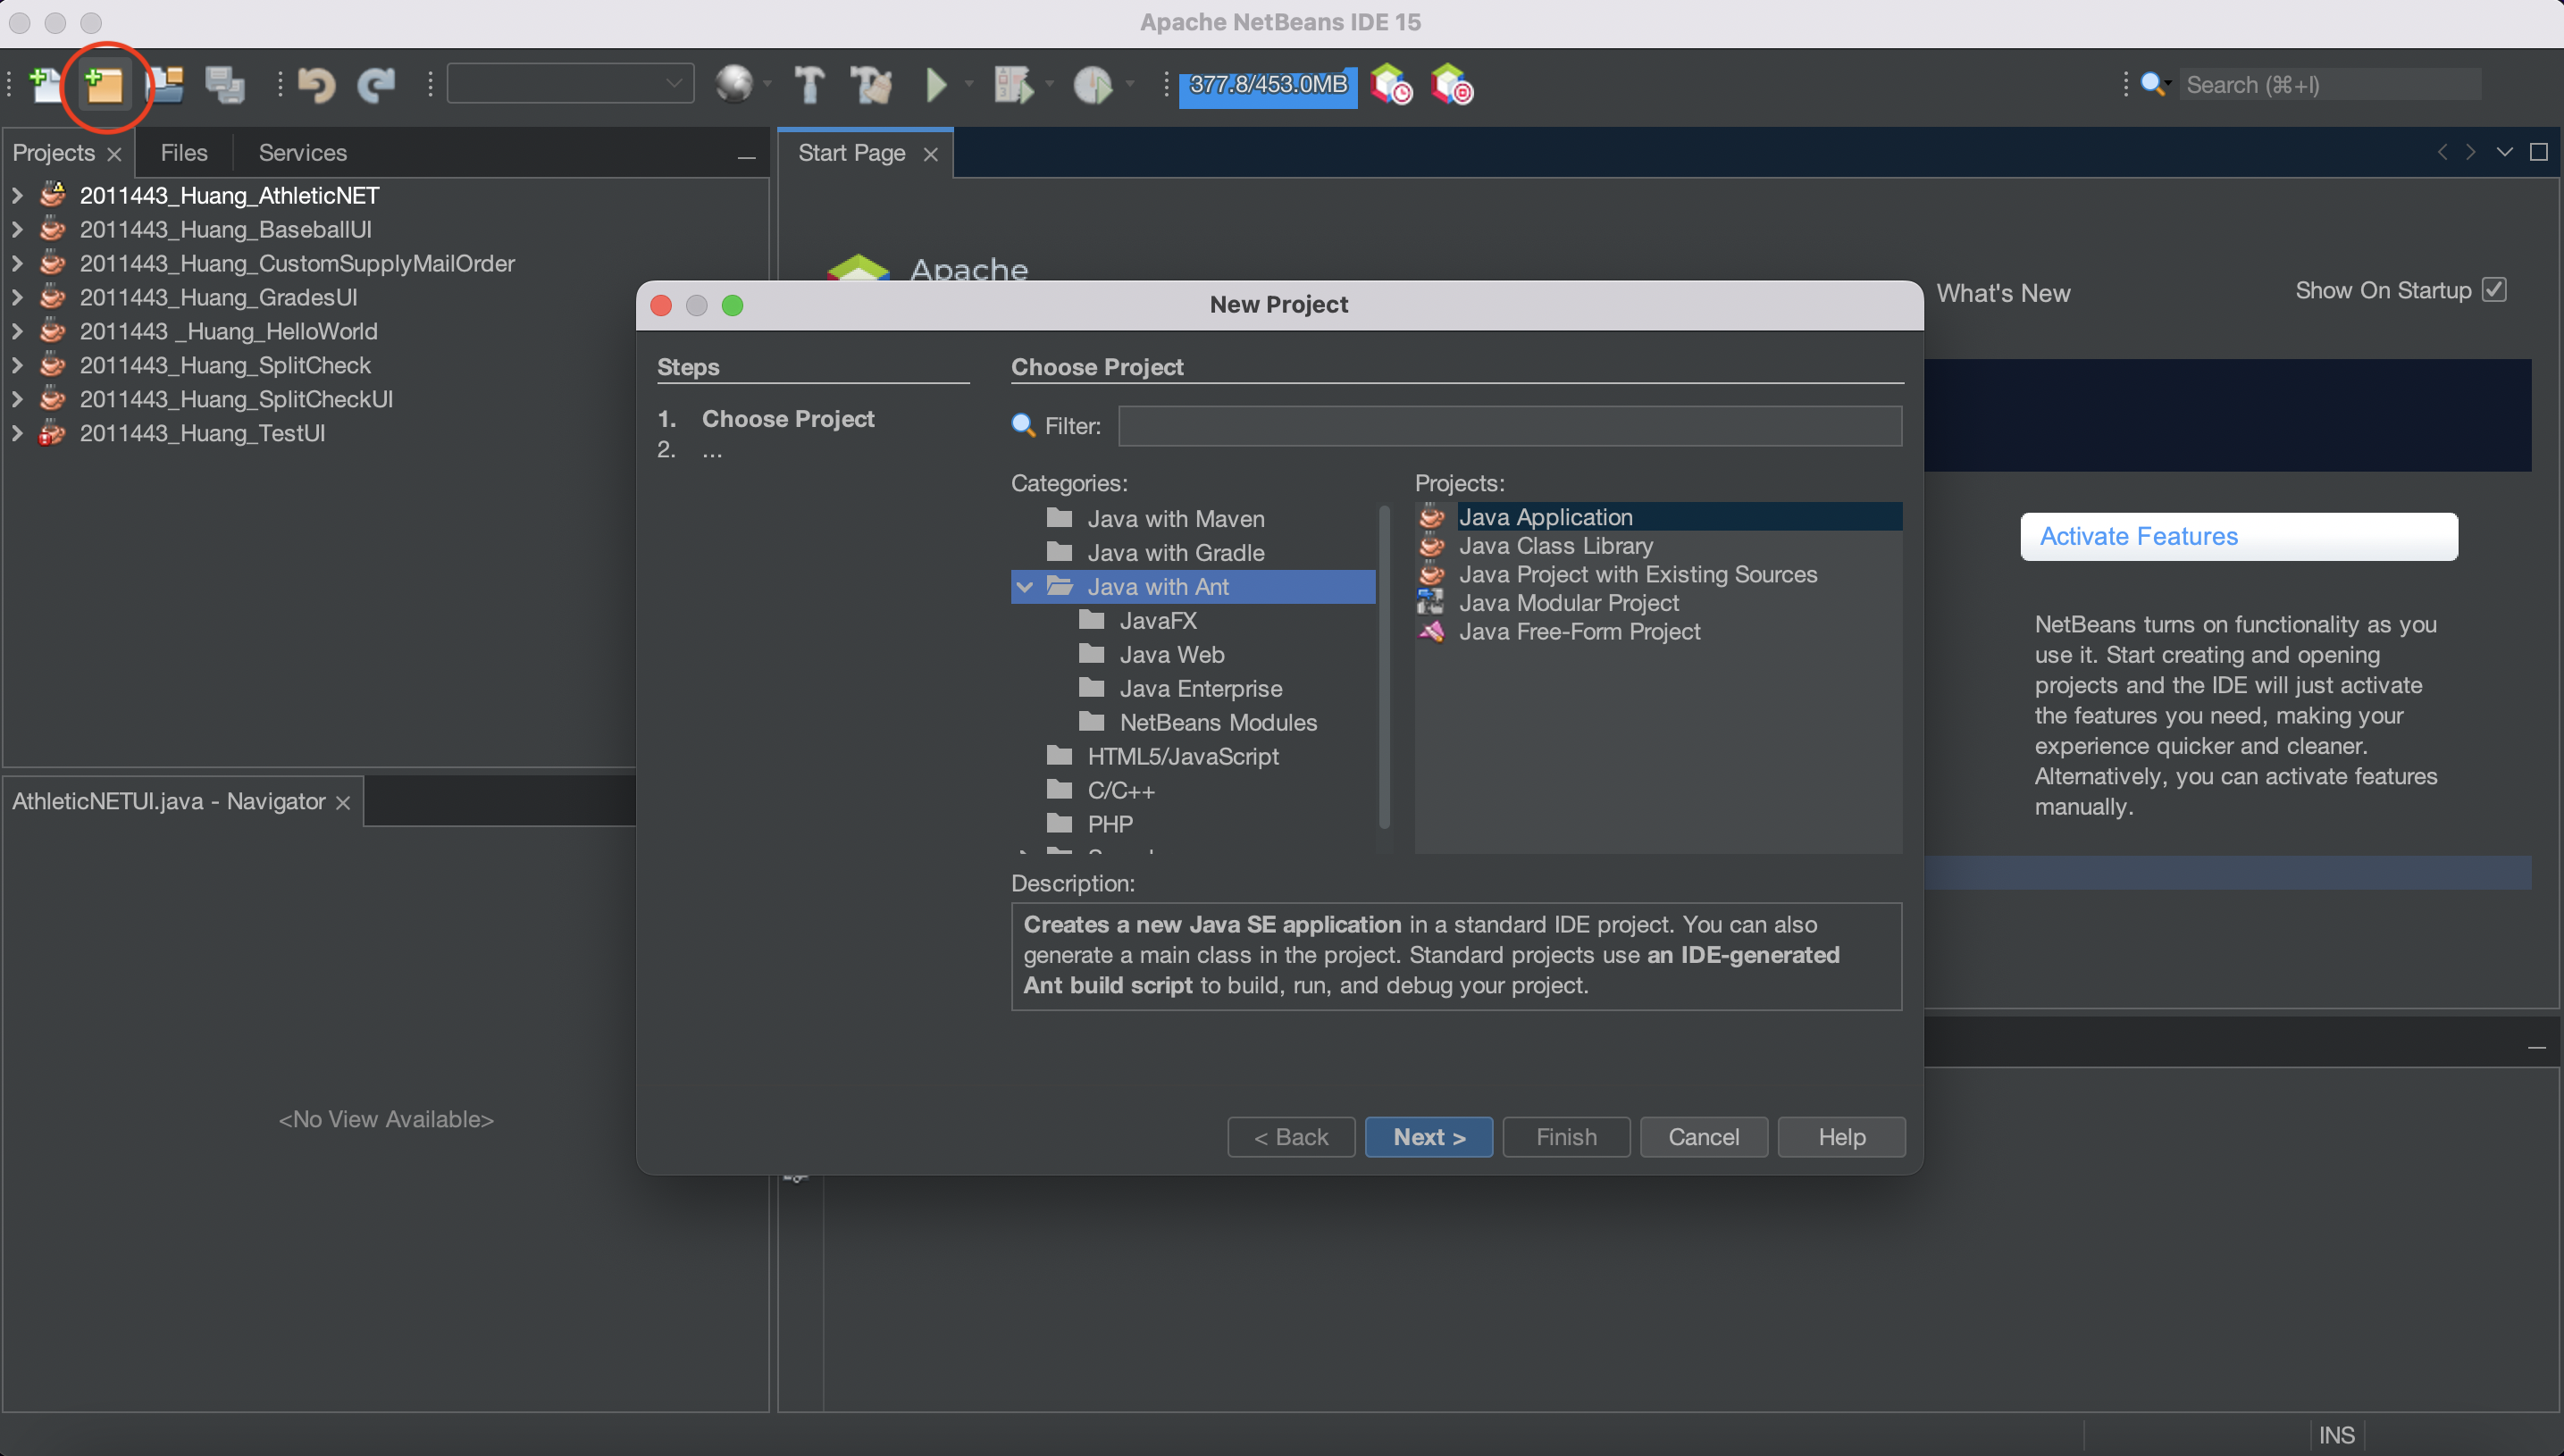 Apache NetBeans IDE 15
377.8/453.0MB
Search (⌘+I)
Projects
Files
Services
Start Page
2011443_Huang_AthleticNET
2011443_Huang_BaseballUI
2011443_Huang_CustomSupplyMailOrder
2011443_Huang_GradesUI
2011443 _Huang_HelloWorld
2011443_Huang_SplitCheck
2011443_Huang_SplitCheckUI
2011443_Huang_TestUI
AthleticNETUI.java - Navigator
<No View Available>
Apache
What's New
Show On Startup
Activate Features
NetBeans turns on functionality as you
use it. Start creating and opening
projects and the IDE will just activate
the features you need, making your
experience quicker and cleaner.
Alternatively, you can activate features
manually.
New Project
Steps
1. Choose Project
2. ...
Choose Project
Filter:
Categories:
Java with Maven
Java with Gradle
Java with Ant
JavaFX
Java Web
Java Enterprise
NetBeans Modules
HTML5/JavaScript
C/C++
PHP
Projects:
Java Application
Java Class Library
Java Project with Existing Sources
Java Modular Project
Java Free-Form Project
Description:
Creates a new Java SE application in a standard IDE project. You can also
generate a main class in the project. Standard projects use an IDE-generated
Ant build script to build, run, and debug your project.
< Back
Next >
Finish
Cancel
Help
INS